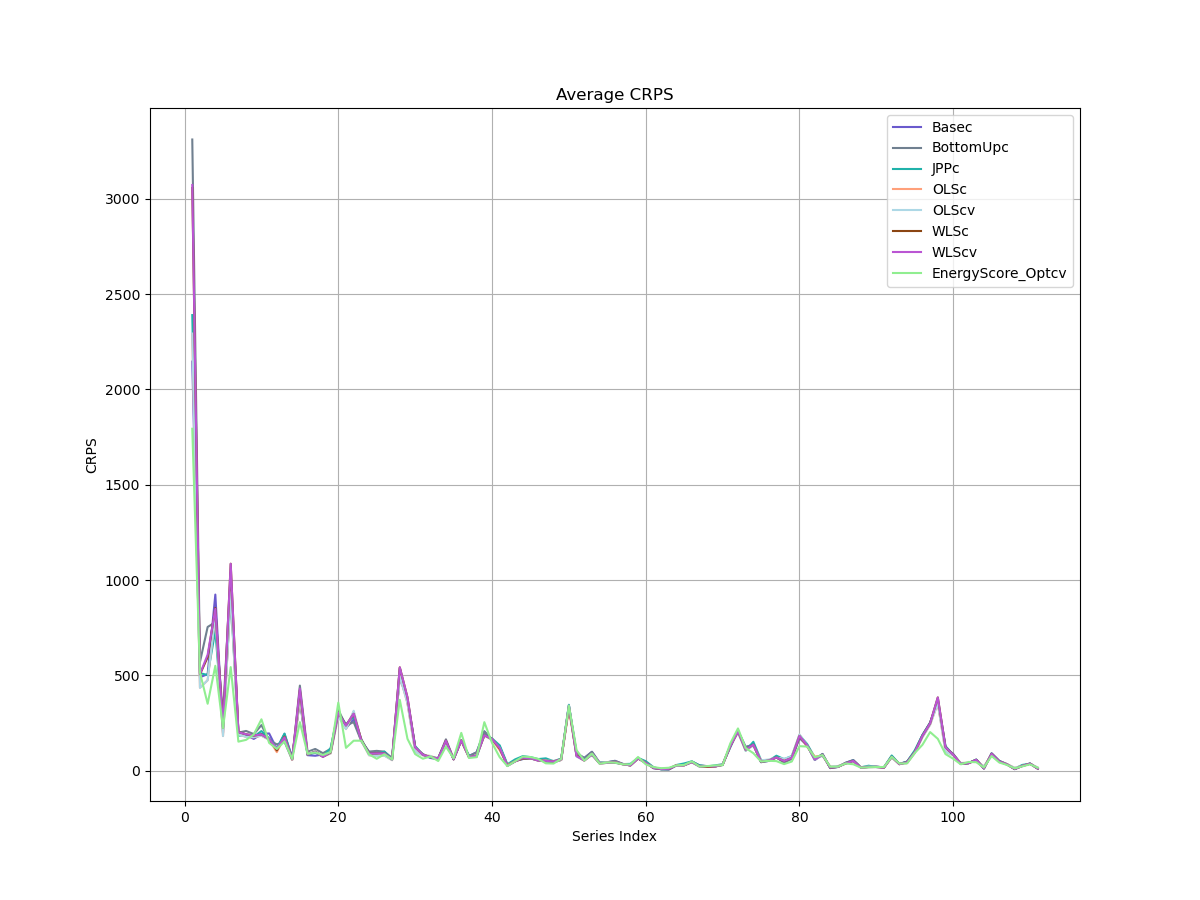 Average CRPS
Basec
BottomUpc
JPPc
OLSc
OLScv
WLSc
WLScv
EnergyScore_Optcv
3000
2500
2000
1500
1000
500
0
CRPS
0 20 40 60 80 100
Series Index